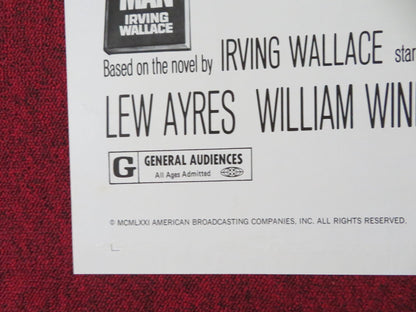 MAN
IRVING
WALLACE
Based on the novel by IRVING WALLACE
LEW AYRES WILLIAM
G GENERAL AUDIENCES
All Ages Admitted
© MCMLXXI AMERICAN BROADCASTING COMPANIES, INC. ALL RIGHTS RESERVED.